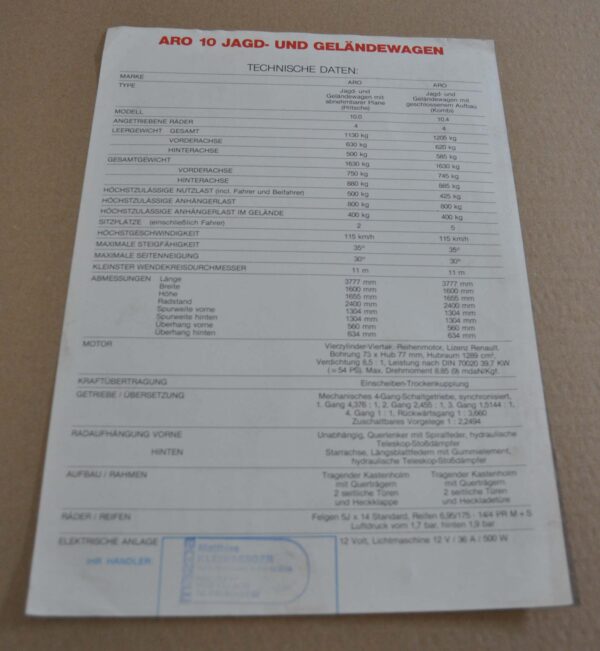 ARO 10 JAGD- UND GELÄNDEWAGEN
TECHNISCHE DATEN:
MARKE ARO ARO
TYPE Jagd- und Jagd- und
Geländewagen mit Geländewagen mit
abnehmbarer Plane geschlossenem Aufbau
(Pritsche) (Kombi)
MODELL 10.0 10.4
ANGETRIEBENE RÄDER 4 4
LEERGEWICHT GESAMT 1130 kg 1205 kg
VORDERACHSE 630 kg 620 kg
HINTERACHSE 500 kg 585 kg
GESAMTGEWICHT 1630 kg 1630 kg
VORDERACHSE 750 kg 745 kg
HINTERACHSE 880 kg 885 kg
HÖCHSTZULÄSSIGE NUTZLAST (incl. Fahrer und Beifahrer) 500 kg 425 kg
HÖCHSTZULÄSSIGE ANHÄNGERLAST 800 kg 800 kg
HÖCHSTZULÄSSIGE ANHÄNGERLAST IM GELÄNDE 400 kg 400 kg
SITZPLÄTZE (einschließlich Fahrer) 2 5
HÖCHSTGESCHWINDIGKEIT 115 km/h 115 km/h
MAXIMALE STEIGFÄHIGKEIT 35° 35°
MAXIMALE SEITENNEIGUNG 30° 30°
KLEINSTER WENDEKREISDURCHMESSER 11 m 11 m
ABMESSUNGEN Länge 3777 mm 3777 mm
Breite 1600 mm 1600 mm
Höhe 1655 mm 1655 mm
Radstand 2400 mm 2400 mm
Spurweite vorne 1304 mm 1304 mm
Spurweite hinten 1304 mm 1304 mm
Überhang vorne 560 mm 560 mm
Überhang hinten 634 mm 634 mm
MOTOR Vierzylinder-Viertakt. Reihenmotor, Lizenz Renault.
Bohrung 73 x Hub 77 mm, Hubraum 1289 cm³,
Verdichtung 8,5 : 1, Leistung nach DIN 70020 39,7 KW
(= 54 PS). Max. Drehmoment 8.85 (9) mdaN/Kgf.
KRAFTÜBERTRAGUNG Einscheiben-Trockenkupplung
GETRIEBE / ÜBERSETZUNG Mechanisches 4-Gang-Schaltgetriebe, synchronisiert,
1. Gang 4,376 : 1; 2. Gang 2,455 : 1; 3. Gang 1,5144 : 1,
4. Gang 1 : 1, Rückwärtsgang 1 : 3,660
Zuschaltbares Vorgelege 1 : 2,2494
RADAUFHÄNGUNG VORNE Unabhängig, Querlenker mit Spiralfeder, hydraulische
Teleskop-Stoßdämpfer
HINTEN Starrachse, Längsblattfedern mit Gummielement,
hydraulische Teleskop-Stoßdämpfer
AUFBAU / RAHMEN Tragender Kastenholm Tragender Kastenholm
mit Querträgern mit Querträgern
2 seitliche Türen 2 seitliche Türen
und Heckklappe und Heckladetüre
RÄDER / REIFEN Felgen 5J x 14 Standard, Reifen 6,95/175 - 14/4 PR M + S
Luftdruck vorn 1,7 bar, hinten 1,9 bar
ELEKTRISCHE ANLAGE 12 Volt, Lichtmaschine 12 V / 36 A / 500 W
IHR HÄNDLER:
Matthias